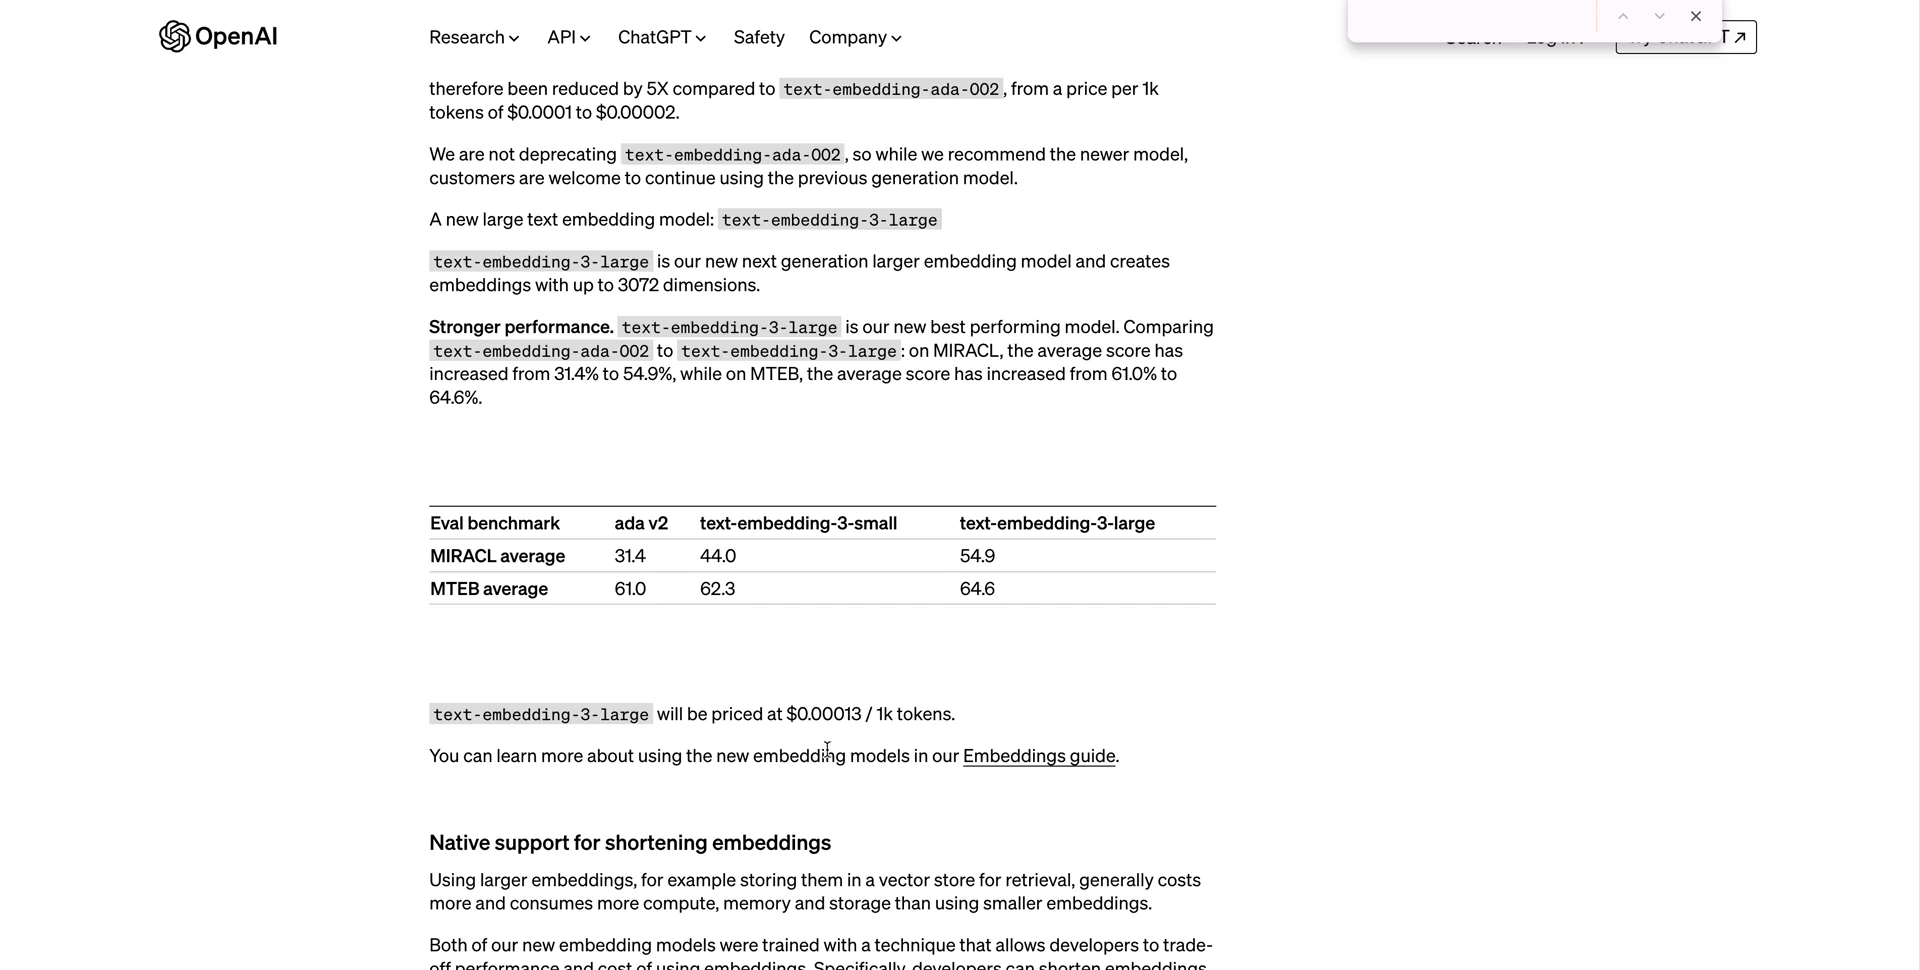 OpenAI
Research API ChatGPT Safety Company
therefore been reduced by 5X compared to text-embedding-ada-002, from a price per 1k
tokens of $0.0001 to $0.00002.
We are not deprecating text-embedding-ada-002, so while we recommend the newer model,
customers are welcome to continue using the previous generation model.
A new large text embedding model: text-embedding-3-large
text-embedding-3-large is our new next generation larger embedding model and creates
embeddings with up to 3072 dimensions.
Stronger performance. text-embedding-3-large is our new best performing model. Comparing
text-embedding-ada-002 to text-embedding-3-large: on MIRACL, the average score has
increased from 31.4% to 54.9%, while on MTEB, the average score has increased from 61.0% to
64.6%.
Eval benchmark ada v2 text-embedding-3-small text-embedding-3-large
MIRACL average 31.4 44.0 54.9
MTEB average 61.0 62.3 64.6
text-embedding-3-large will be priced at $0.00013 / 1k tokens.
You can learn more about using the new embedding models in our Embeddings guide.
Native support for shortening embeddings
Using larger embeddings, for example storing them in a vector store for retrieval, generally costs
more and consumes more compute, memory and storage than using smaller embeddings.
Both of our new embedding models were trained with a technique that allows developers to trade-
off performance and cost of using embeddings. Specifically, developers can shorten embeddings